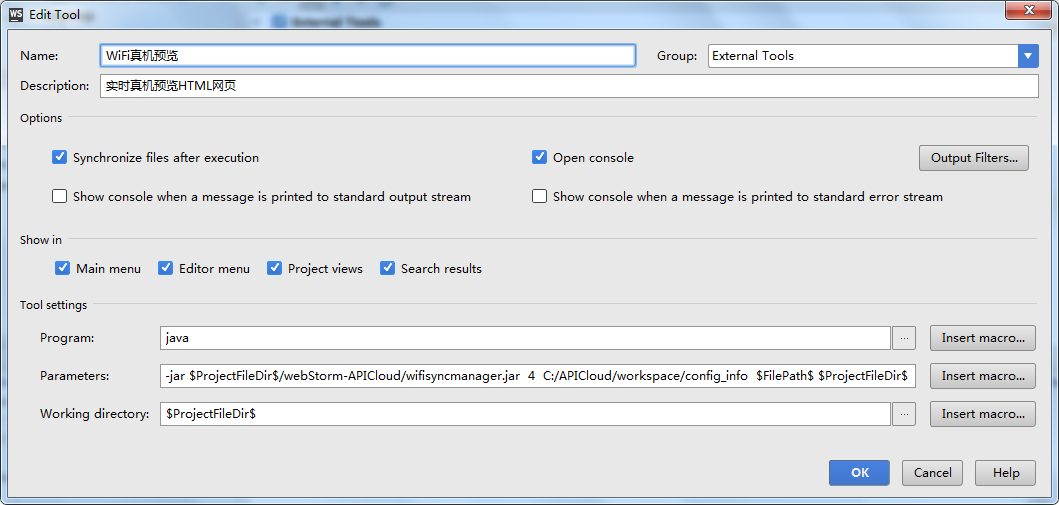 WS Edit Tool
Name: WiFi真机预览 Group: External Tools
Description: 实时真机预览HTML网页
Options
Synchronize files after execution Open console Output Filters...
Show console when a message is printed to standard output stream Show console when a message is printed to standard error stream
Show in
Main menu Editor menu Project views Search results
Tool settings
Program: java ... Insert macro...
Parameters: -jar $ProjectFileDir$/webStorm-APICloud/wifisyncmanager.jar 4 C:/APICloud/workspace/config_info $FilePath$ $ProjectFileDir$ Insert macro...
Working directory: $ProjectFileDir$ ... Insert macro...
OK Cancel Help